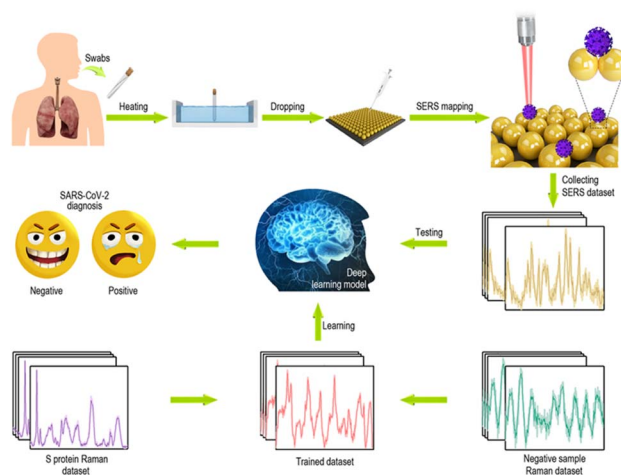 Swabs
Heating
Dropping
SERS mapping
Collecting
SERS dataset
SARS-CoV-2
diagnosis
Negative
Positive
Deep
learning model
Testing
Learning
S protein Raman
dataset
Trained dataset
Negative sample
Raman dataset